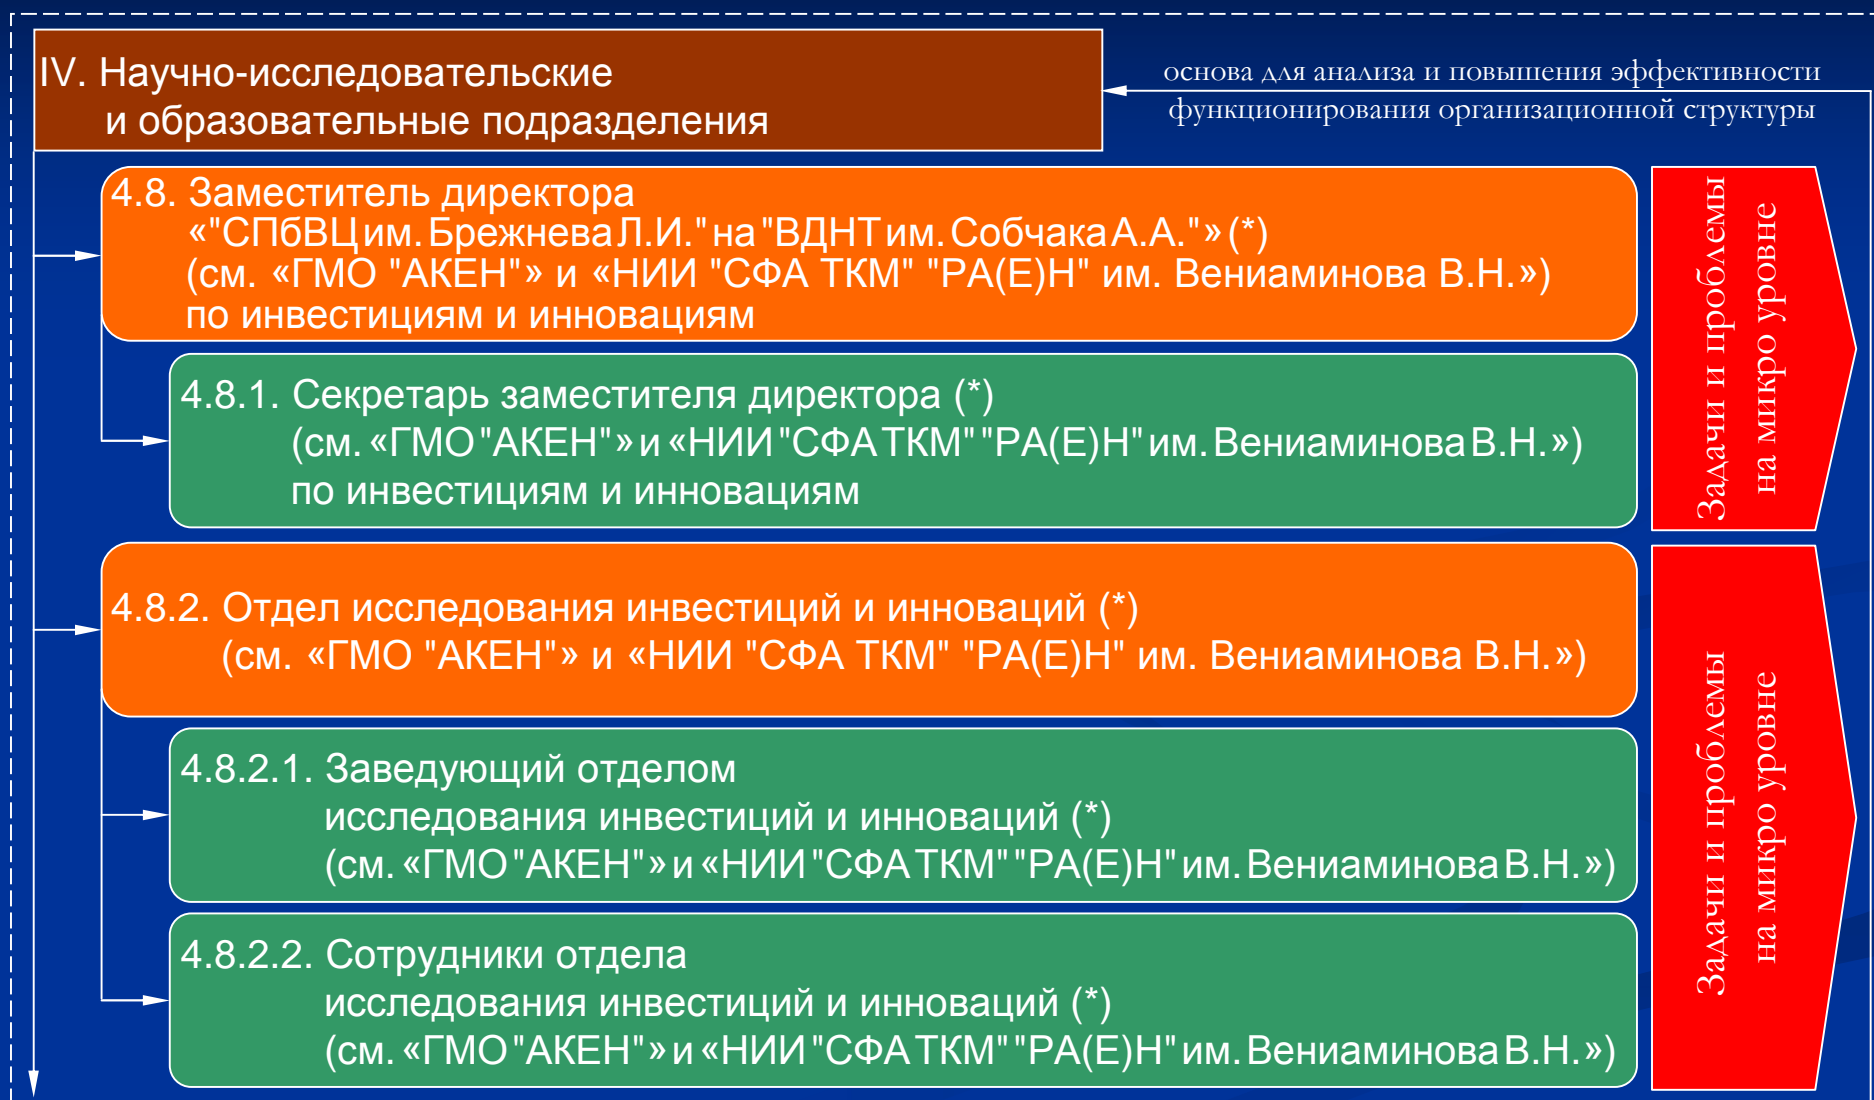 IV. Научно-исследовательские
и образовательные подразделения
основа для анализа и повышения эффективности
функционирования организационной структуры
4.8. Заместитель директора
«"СПбВЦ им. Брежнева Л.И." на "ВДНТ им. Собчака А.А."» (*)
(см. «ГМО "АКЕН"» и «НИИ "СФА ТКМ" "РА(Е)Н" им. Вениаминова В.Н.»)
по инвестициям и инновациям
4.8.1. Секретарь заместителя директора (*)
(см. «ГМО "АКЕН"» и «НИИ "СФА ТКМ" "РА(Е)Н" им. Вениаминова В.Н.»)
по инвестициям и инновациям
Задачи и проблемы
на микро уровне
4.8.2. Отдел исследования инвестиций и инноваций (*)
(см. «ГМО "АКЕН"» и «НИИ "СФА ТКМ" "РА(Е)Н" им. Вениаминова В.Н.»)
4.8.2.1. Заведующий отделом
исследования инвестиций и инноваций (*)
(см. «ГМО "АКЕН"» и «НИИ "СФА ТКМ" "РА(Е)Н" им. Вениаминова В.Н.»)
4.8.2.2. Сотрудники отдела
исследования инвестиций и инноваций (*)
(см. «ГМО "АКЕН"» и «НИИ "СФА ТКМ" "РА(Е)Н" им. Вениаминова В.Н.»)
Задачи и проблемы
на микро уровне